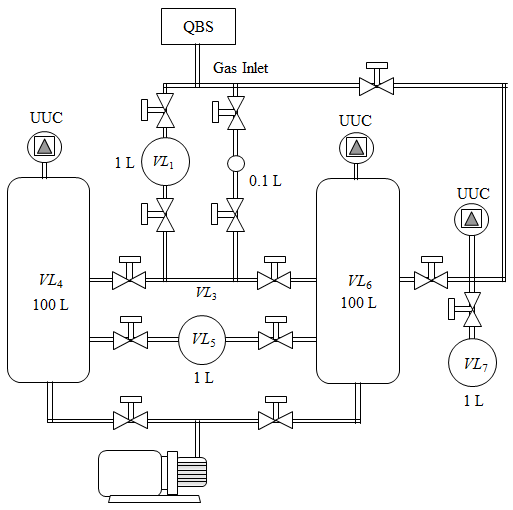 QBS
Gas Inlet
UUC
UUC
1 L
VL1
0.1 L
UUC
VL4
100 L
VL3
VL6
100 L
VL5
1 L
VL7
1 L